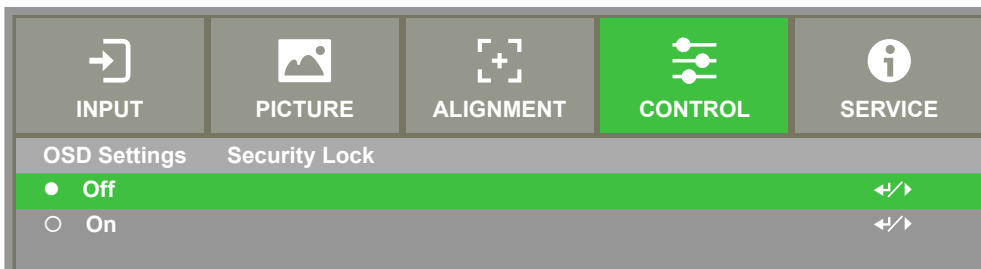 INPUT PICTURE ALIGNMENT CONTROL SERVICE
OSD Settings Security Lock
Off
On